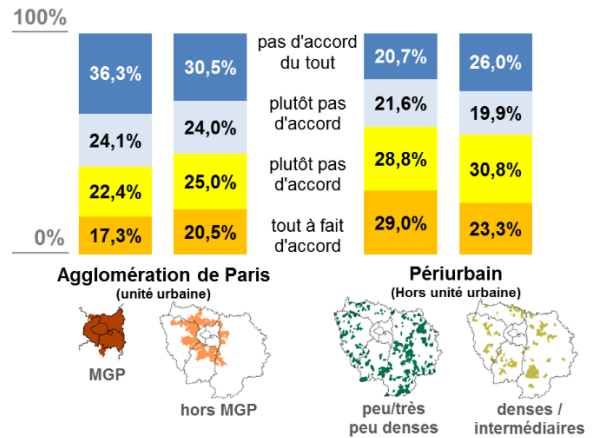 100%
pas d'accord
du tout
36,3%
30,5%
20,7%
26,0%
plutôt pas
d'accord
24,1%
24,0%
21,6%
19,9%
plutôt pas
d'accord
22,4%
25,0%
28,8%
30,8%
tout à fait
d'accord
17,3%
20,5%
29,0%
23,3%
0%
Agglomération de Paris
(unité urbaine)
Périurbain
(Hors unité urbaine)
MGP
hors MGP
peu/très
peu denses
denses /
intermédiaires